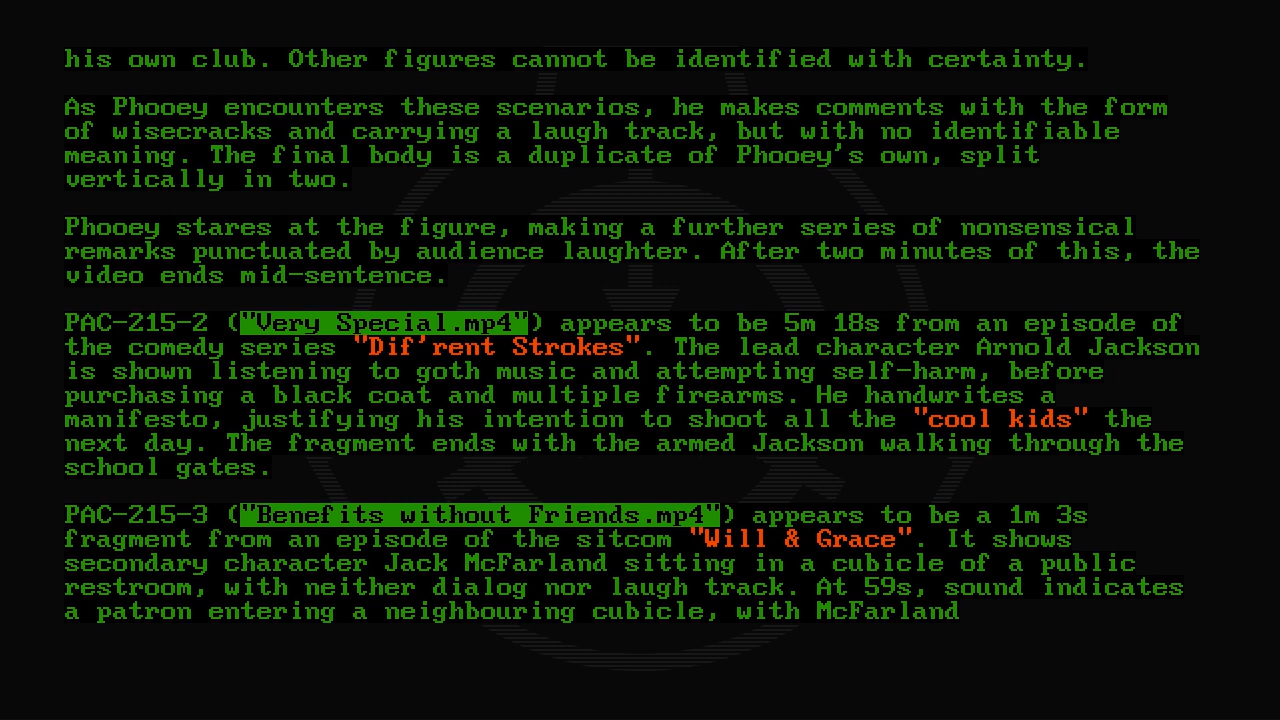 his own club. Other figures cannot be identified with certainty.
As Phooey encounters these scenarios, he makes comments with the form
of wisecracks and carrying a laugh track, but with no identifiable
meaning. The final body is a duplicate of Phooey's own, split
vertically in two.
Phooey stares at the figure, making a further series of nonsensical
remarks punctuated by audience laughter. After two minutes of this, the
video ends mid-sentence.
PAC-215-2 ("Very Special.mp4") appears to be 5m 18s from an episode of
the comedy series "Dif'rent Strokes". The lead character Arnold Jackson
is shown listening to goth music and attempting self-harm, before
purchasing a black coat and multiple firearms. He handwrites a
manifesto, justifying his intention to shoot all the "cool kids" the
next day. The fragment ends with the armed Jackson walking through the
school gates.
PAC-215-3 ("Benefits without Friends.mp4") appears to be a 1m 3s
fragment from an episode of the sitcom "Will & Grace". It shows
secondary character Jack McFarland sitting in a cubicle of a public
restroom, with neither dialog nor laugh track. At 59s, sound indicates
a patron entering a neighbouring cubicle, with McFarland